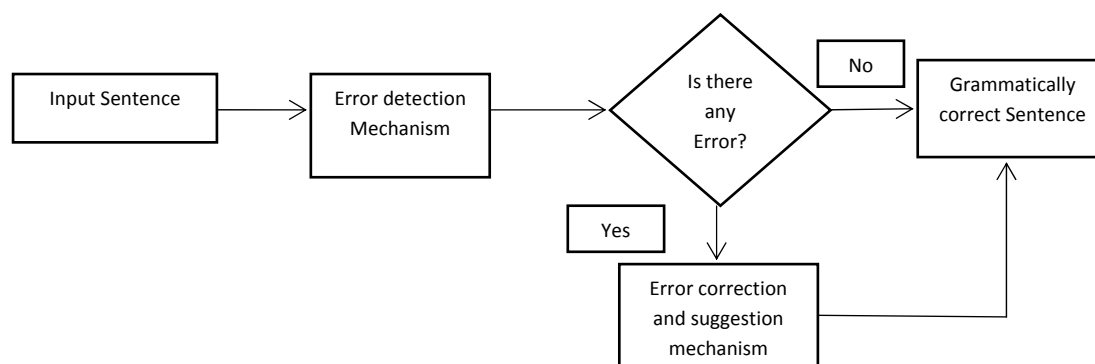 Input Sentence
Error detection
Mechanism
Is there
any
Error?
No
Grammatically
correct Sentence
Yes
Error correction
and suggestion
mechanism